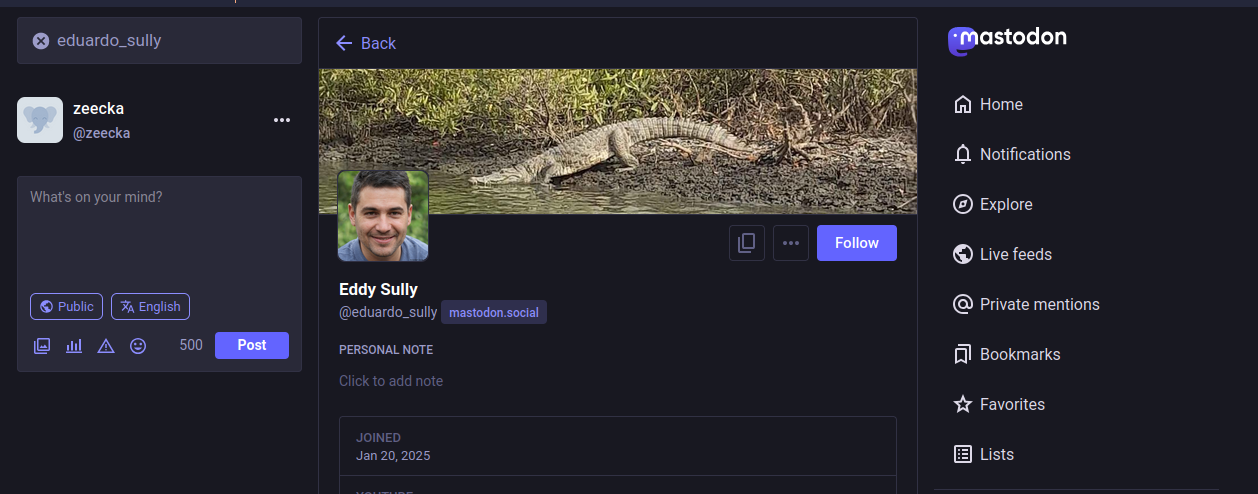 eduardo_sully
zeecka
@zeecka
What's on your mind?
Public
English
500
Post
Back
Follow
Eddy Sully
@eduardo_sully mastodon.social
PERSONAL NOTE
Click to add note
JOINED
Jan 20, 2025
mastodon
Home
Notifications
Explore
Live feeds
Private mentions
Bookmarks
Favorites
Lists